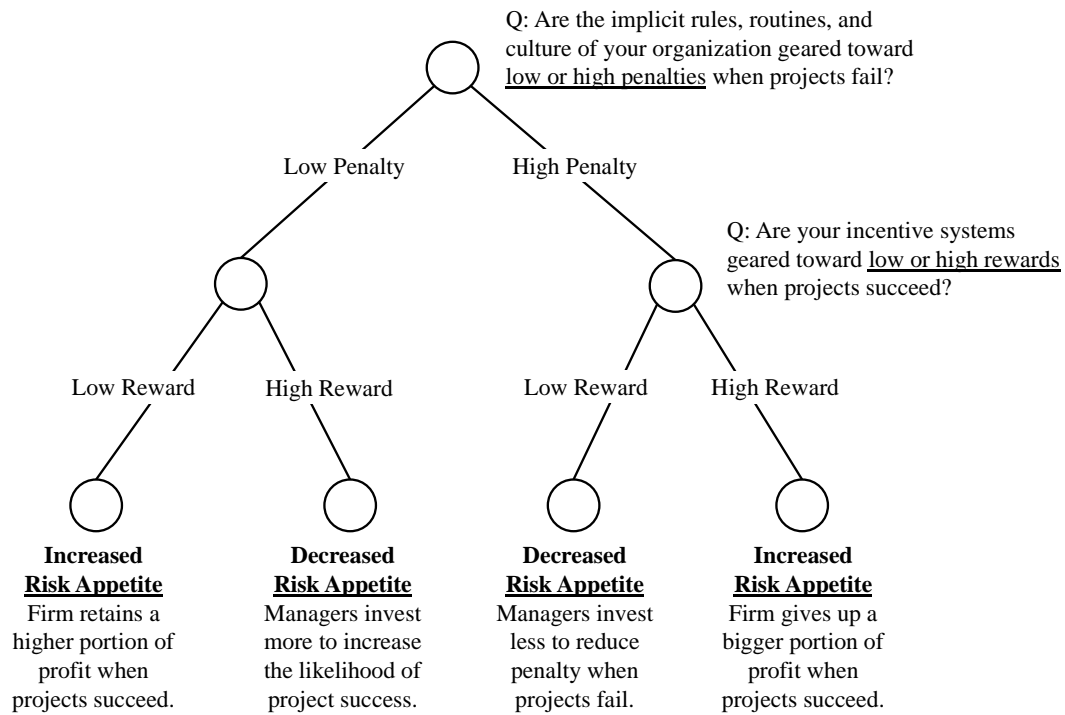 Q: Are the implicit rules, routines, and
culture of your organization geared toward
low or high penalties when projects fail?
Low Penalty
High Penalty
Q: Are your incentive systems
geared toward low or high rewards
when projects succeed?
Low Reward
High Reward
Low Reward
High Reward
Increased
Risk Appetite
Firm retains a
higher portion of
profit when
projects succeed.
Decreased
Risk Appetite
Managers invest
more to increase
the likelihood of
project success.
Decreased
Risk Appetite
Managers invest
less to reduce
penalty when
projects fail.
Increased
Risk Appetite
Firm gives up a
bigger portion of
profit when
projects succeed.